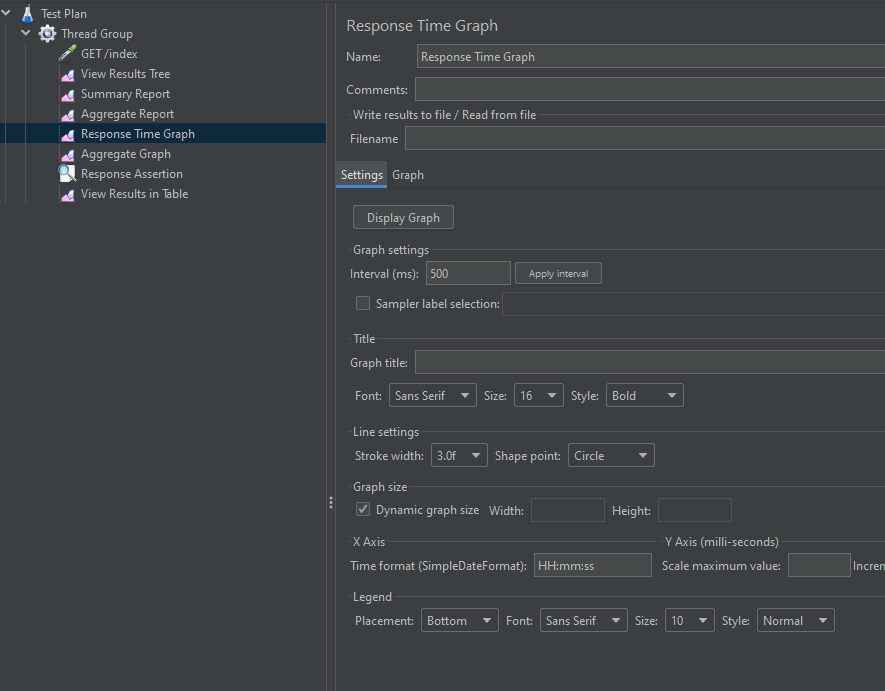 Test Plan
Thread Group
GET /index
View Results Tree
Summary Report
Aggregate Report
Response Time Graph
Aggregate Graph
Response Assertion
View Results in Table
Response Time Graph
Name: Response Time Graph
Comments:
Write results to file / Read from file
Filename
Settings Graph
Display Graph
Graph settings
Interval (ms): 500 Apply interval
Sampler label selection:
Title
Graph title:
Font: Sans Serif Size: 16 Style: Bold
Line settings
Stroke width: 3.0f Shape point: Circle
Graph size
Dynamic graph size Width: Height:
X Axis Y Axis (milli-seconds)
Time format (SimpleDateFormat): HH:mm:ss Scale maximum value: Increm
Legend
Placement: Bottom Font: Sans Serif Size: 10 Style: Normal